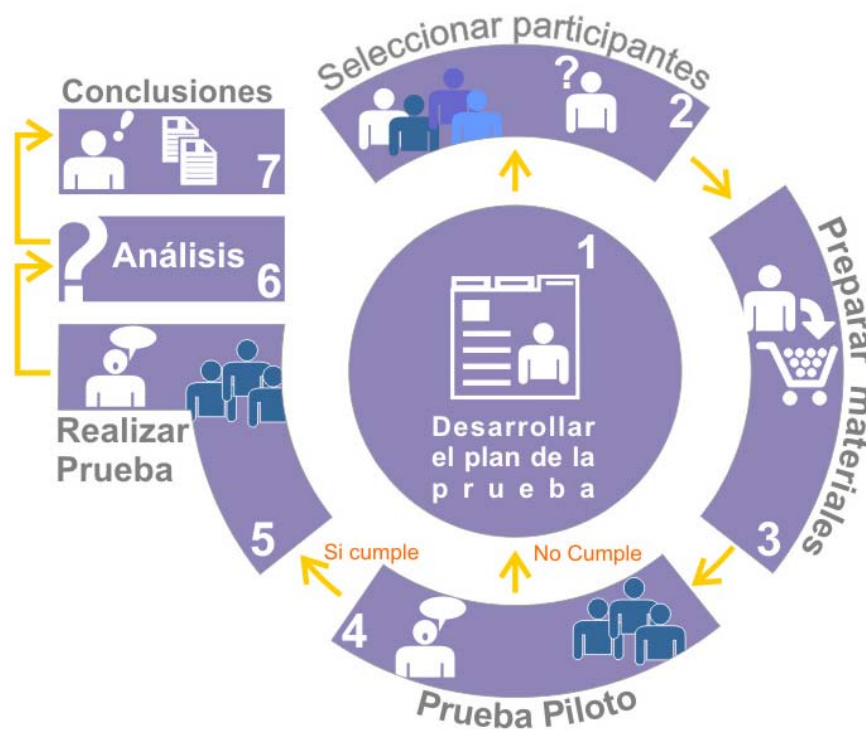 1
Desarrollar
el plan de la
prueba
Seleccionar participantes
?
2
Preparar materiales
3
Prueba Piloto
4
No Cumple
Si cumple
Realizar
Prueba
5
?
Análisis
6
Conclusiones
!
7